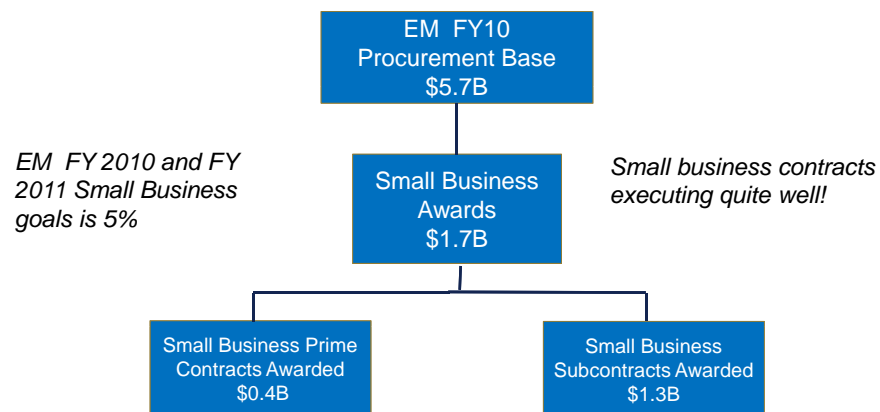 EM FY10
Procurement Base
$5.7B
EM FY 2010 and FY
2011 Small Business
goals is 5%
Small Business
Awards
$1.7B
Small business contracts
executing quite well!
Small Business Prime
Contracts Awarded
$0.4B
Small Business
Subcontracts Awarded
$1.3B